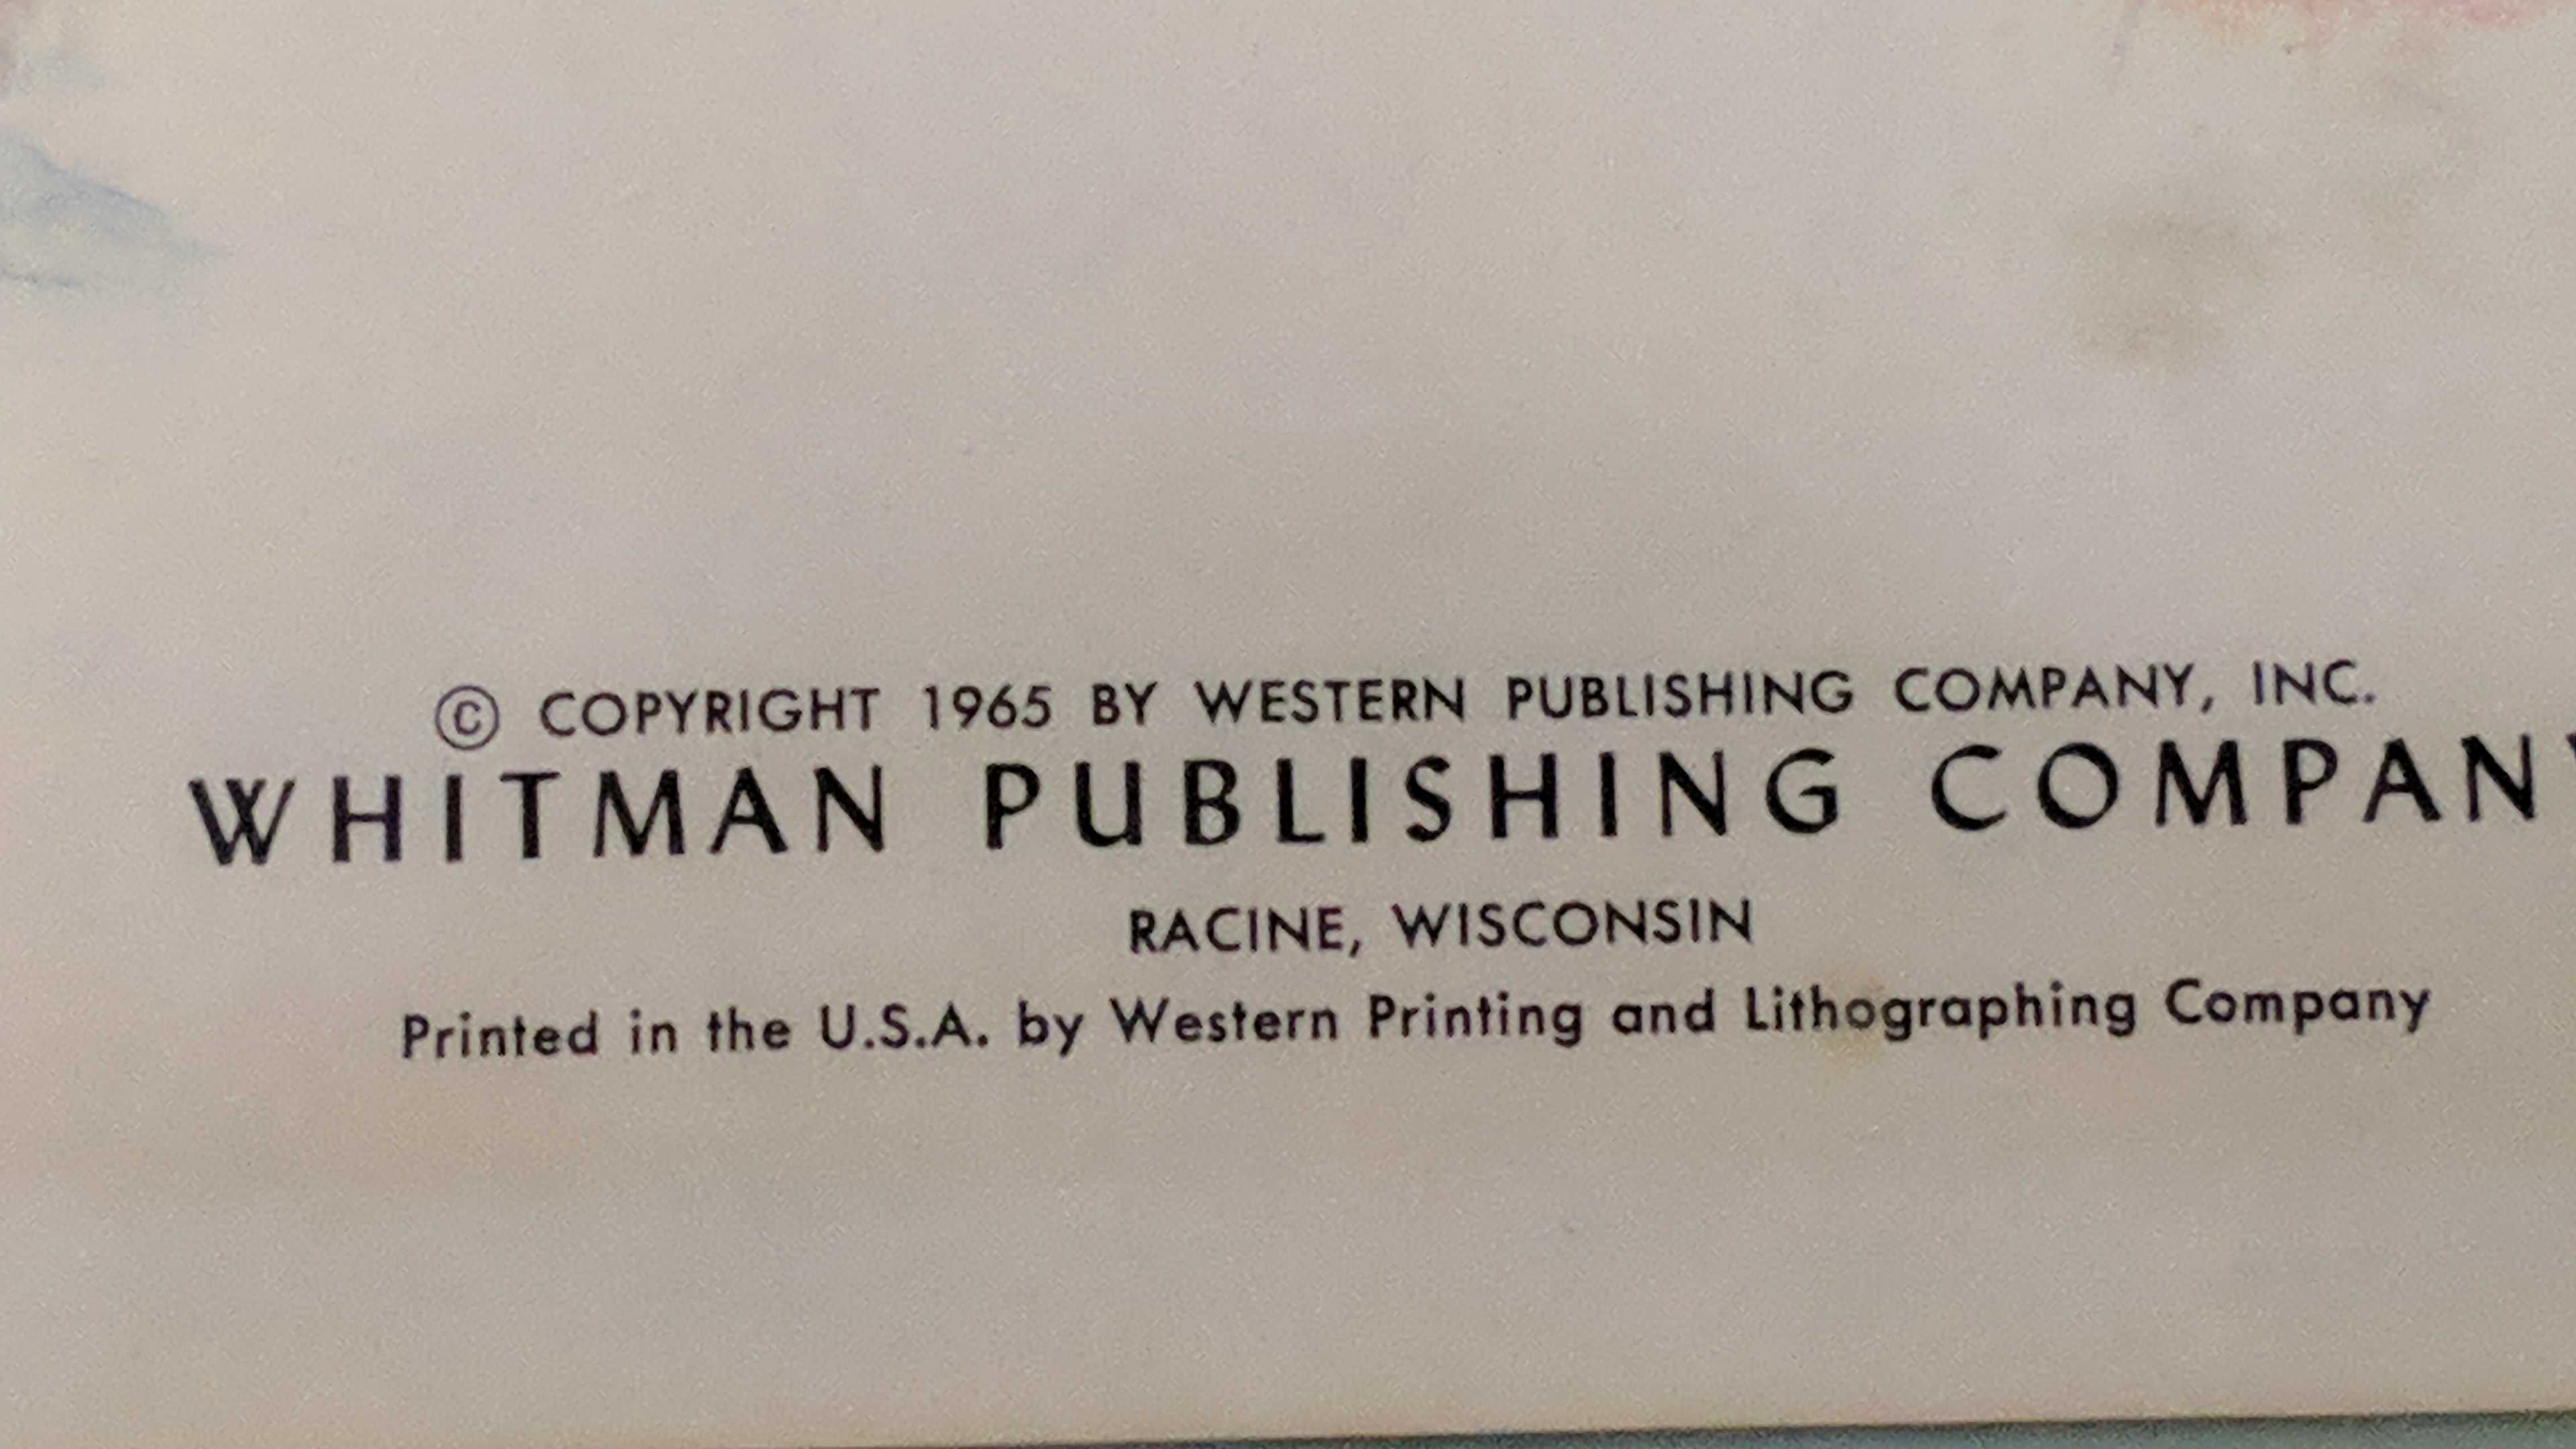 © COPYRIGHT 1965 BY WESTERN PUBLISHING COMPANY, INC.
WHITMAN PUBLISHING COMPANY
RACINE, WISCONSIN
Printed in the U.S.A. by Western Printing and Lithographing Company